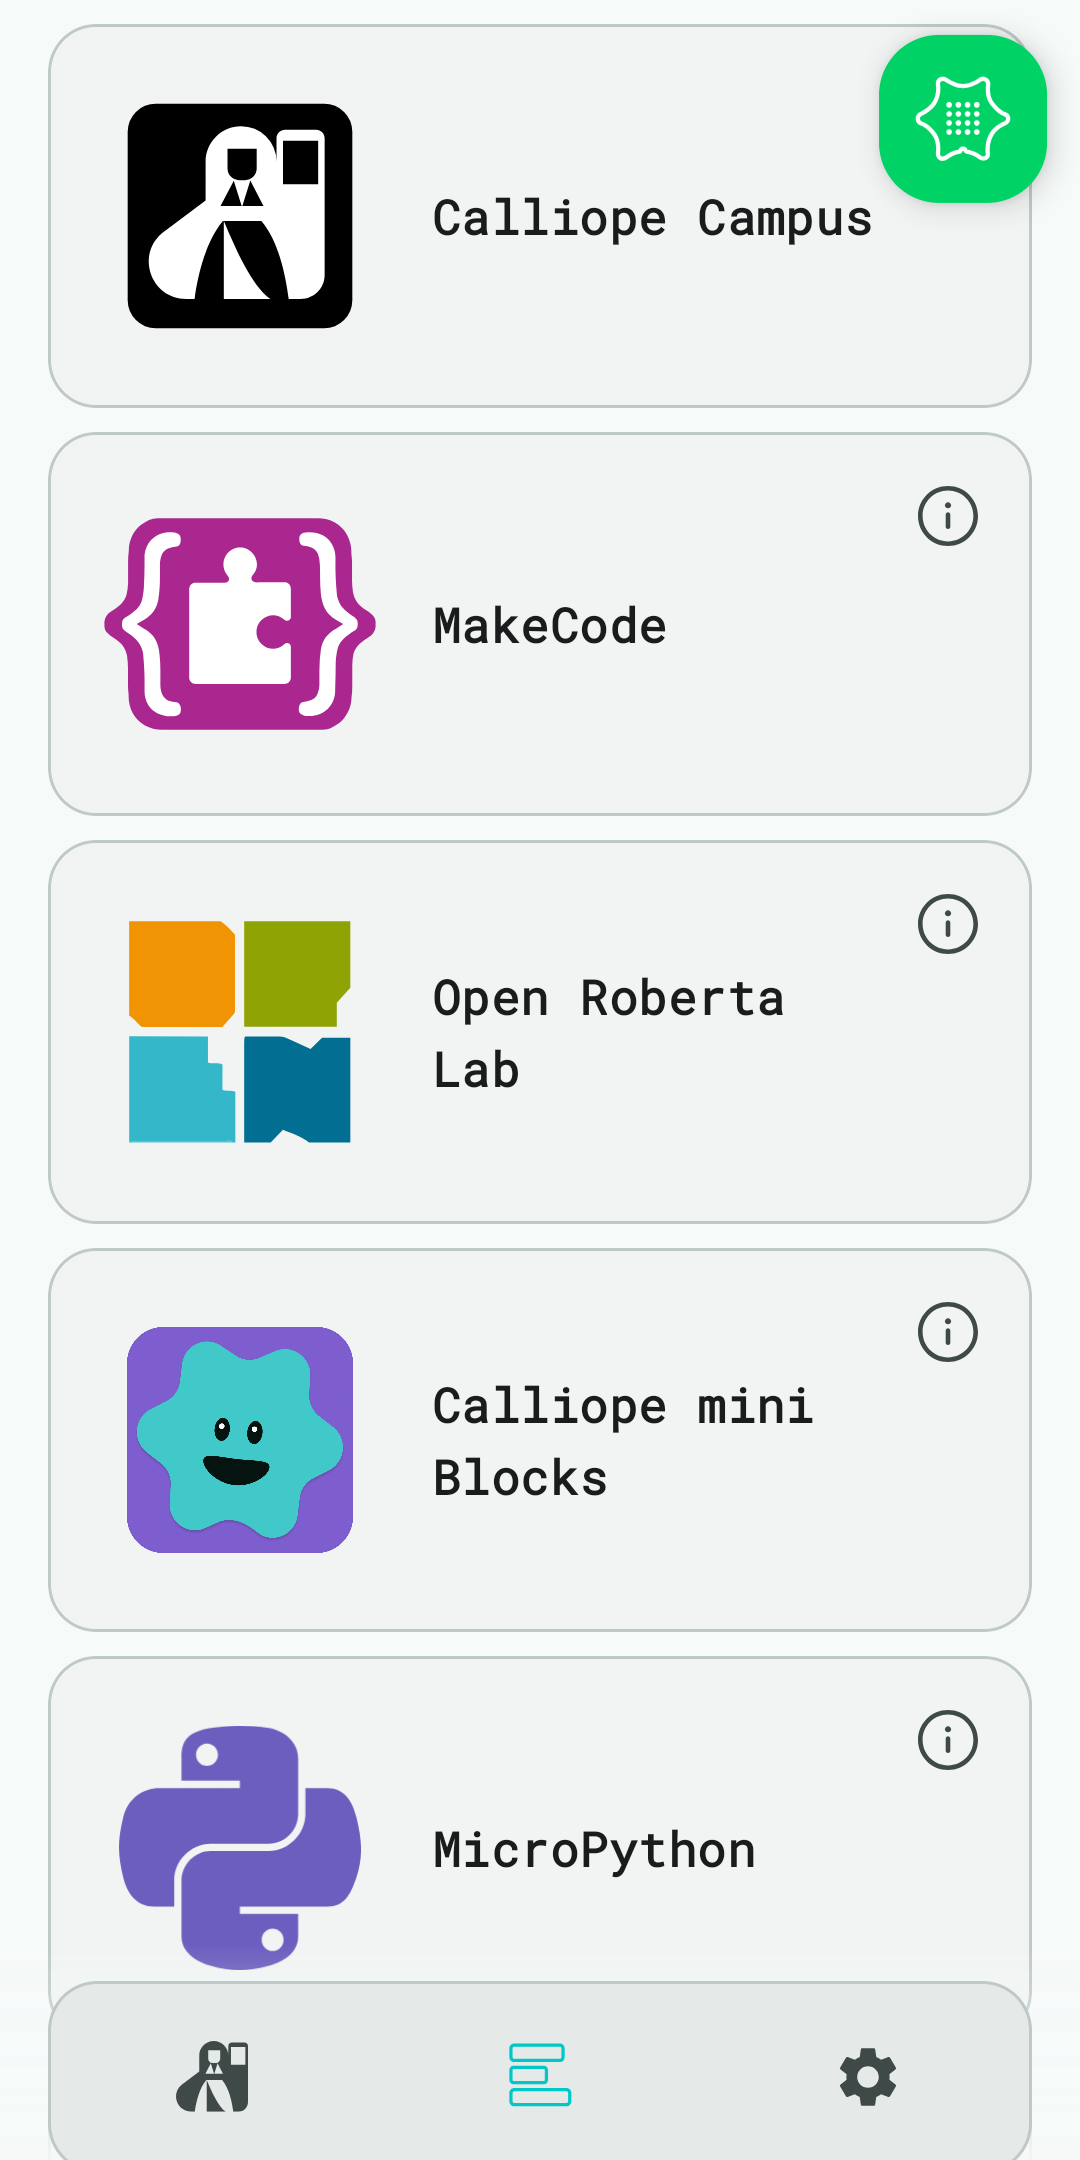 Calliope Campus
MakeCode
Open Roberta
Lab
Calliope mini
Blocks
MicroPython